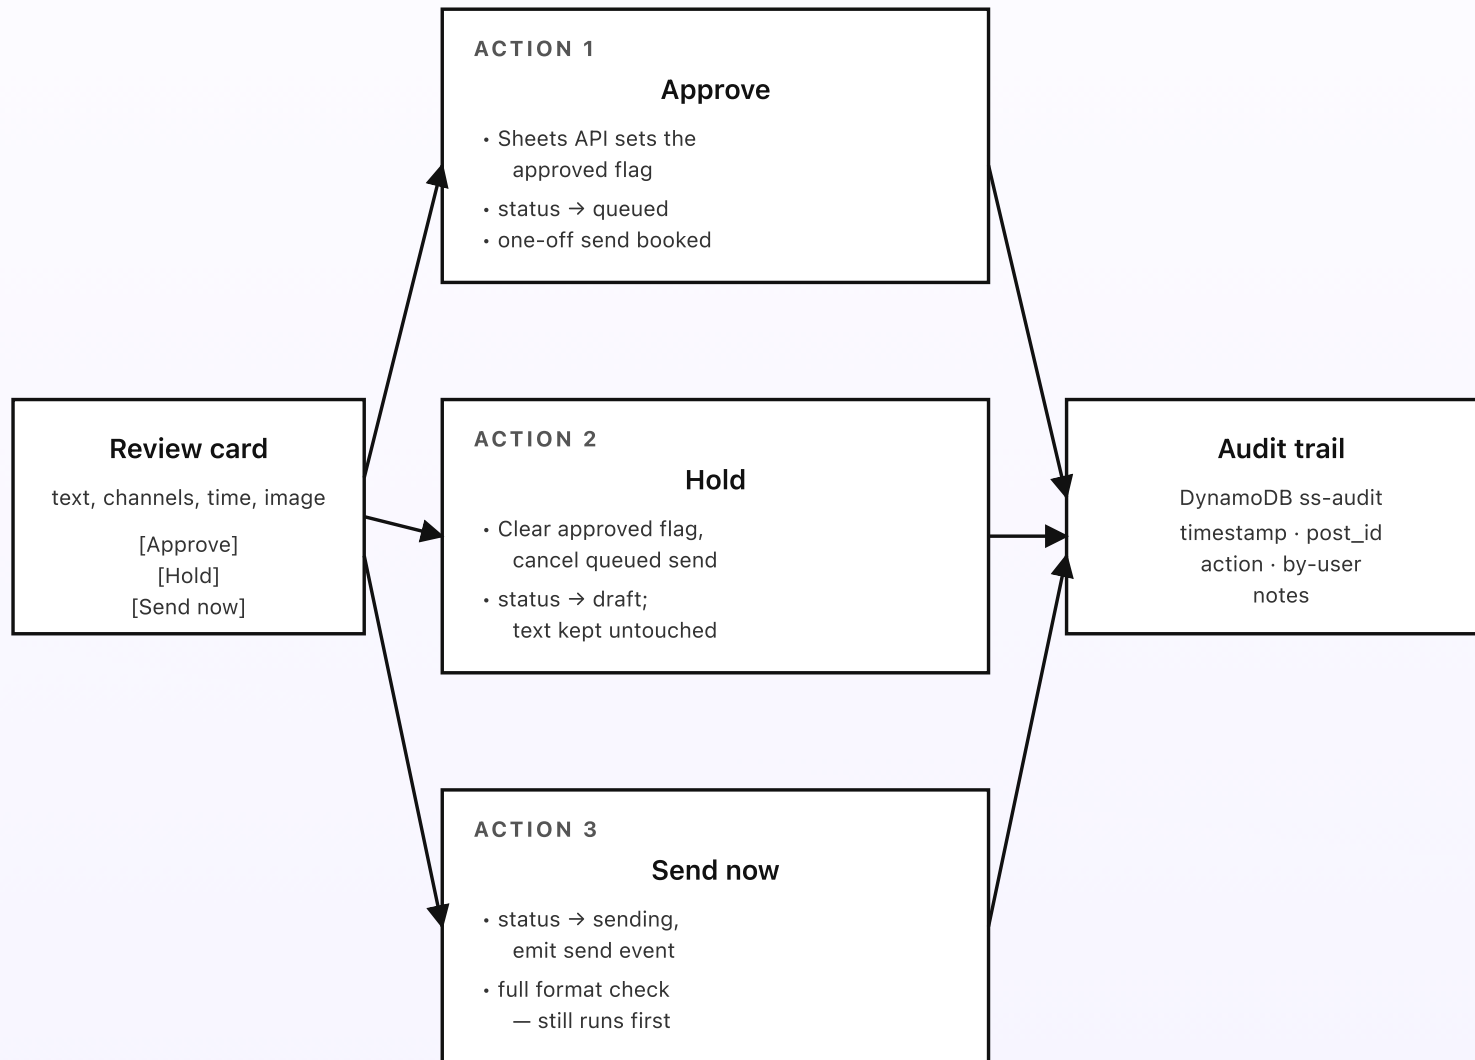 ACTION 1
Approve
• Sheets API sets the
approved flag
• status → queued
• one-off send booked
Review card
text, channels, time, image
[Approve]
[Hold]
[Send now]
ACTION 2
Hold
• Clear approved flag,
cancel queued send
• status → draft;
text kept untouched
Audit trail
DynamoDB ss-audit
timestamp · post_id
action · by-user
notes
ACTION 3
Send now
• status → sending,
emit send event
• full format check
— still runs first